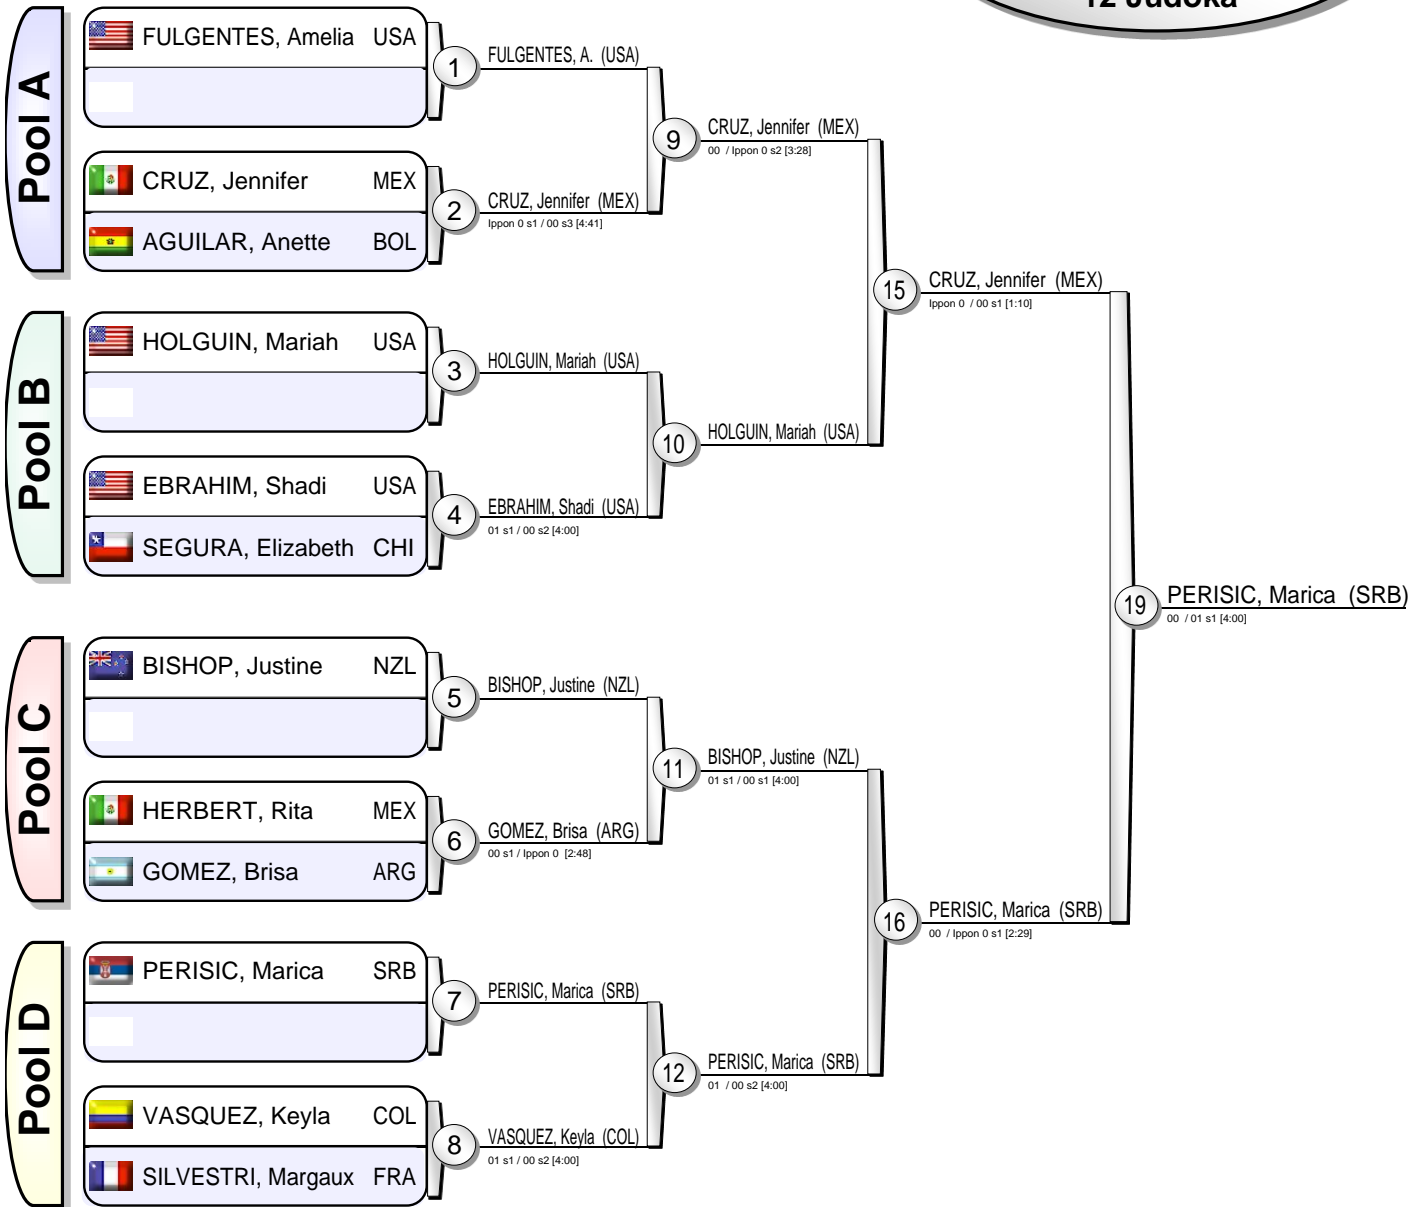 12 Judoka
Pool A
FULGENTES, Amelia USA
1
FULGENTES, A. (USA)
CRUZ, Jennifer MEX
AGUILAR, Anette BOL
2
CRUZ, Jennifer (MEX)
Ippon 0 s1 / 00 s3 [4:41]
9
CRUZ, Jennifer (MEX)
00 / Ippon 0 s2 [3:28]
Pool B
HOLGUIN, Mariah USA
3
HOLGUIN, Mariah (USA)
EBRAHIM, Shadi USA
SEGURA, Elizabeth CHI
4
EBRAHIM, Shadi (USA)
01 s1 / 00 s2 [4:00]
10
HOLGUIN, Mariah (USA)
15
CRUZ, Jennifer (MEX)
Ippon 0 / 00 s1 [1:10]
Pool C
BISHOP, Justine NZL
5
BISHOP, Justine (NZL)
HERBERT, Rita MEX
GOMEZ, Brisa ARG
6
GOMEZ, Brisa (ARG)
00 s1 / Ippon 0 [2:48]
11
BISHOP, Justine (NZL)
01 s1 / 00 s1 [4:00]
Pool D
PERISIC, Marica SRB
7
PERISIC, Marica (SRB)
VASQUEZ, Keyla COL
SILVESTRI, Margaux FRA
8
VASQUEZ, Keyla (COL)
01 s1 / 00 s2 [4:00]
12
PERISIC, Marica (SRB)
01 / 00 s2 [4:00]
16
PERISIC, Marica (SRB)
00 / Ippon 0 s1 [2:29]
19
PERISIC, Marica (SRB)
00 / 01 s1 [4:00]